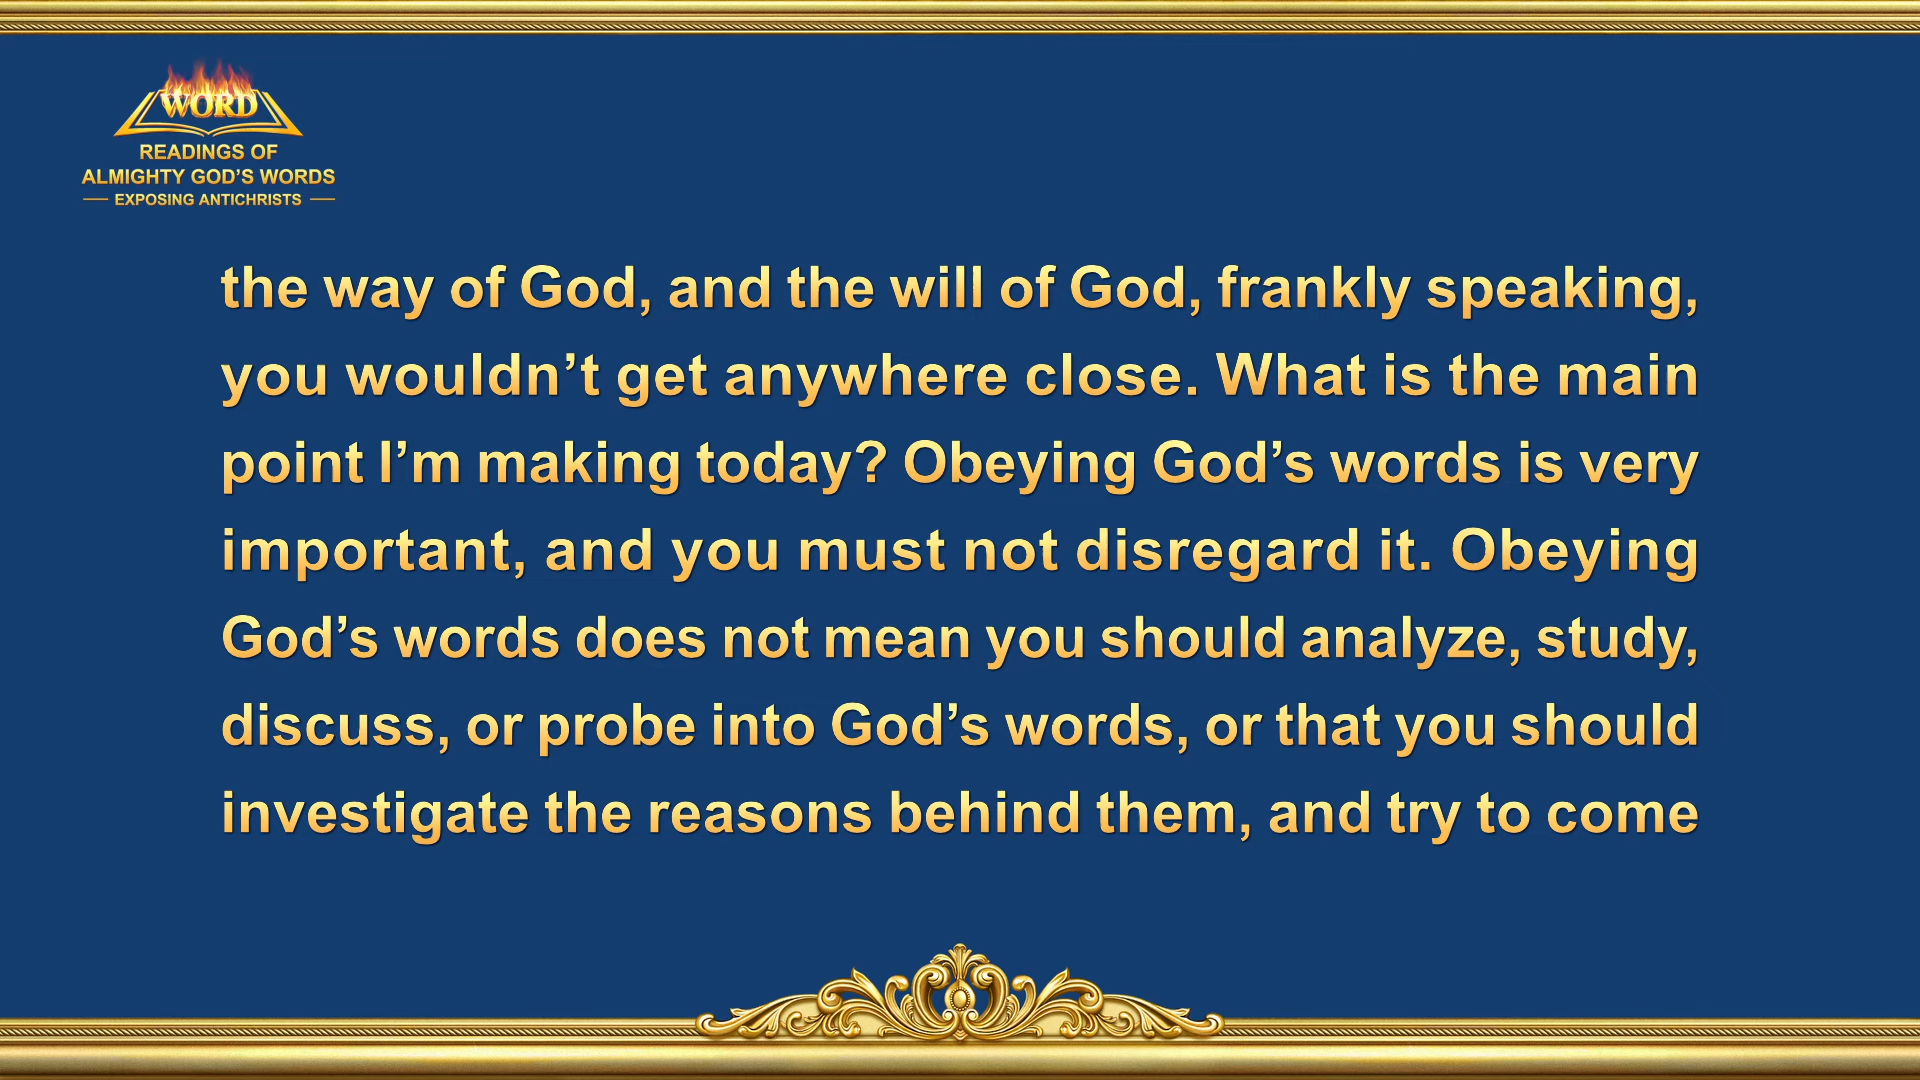 WORD
READINGS OF
ALMIGHTY GOD’S WORDS
EXPOSING ANTICHRISTS
the way of God, and the will of God, frankly speaking,
you wouldn’t get anywhere close. What is the main
point I’m making today? Obeying God’s words is very
important, and you must not disregard it. Obeying
God’s words does not mean you should analyze, study,
discuss, or probe into God’s words, or that you should
investigate the reasons behind them, and try to come